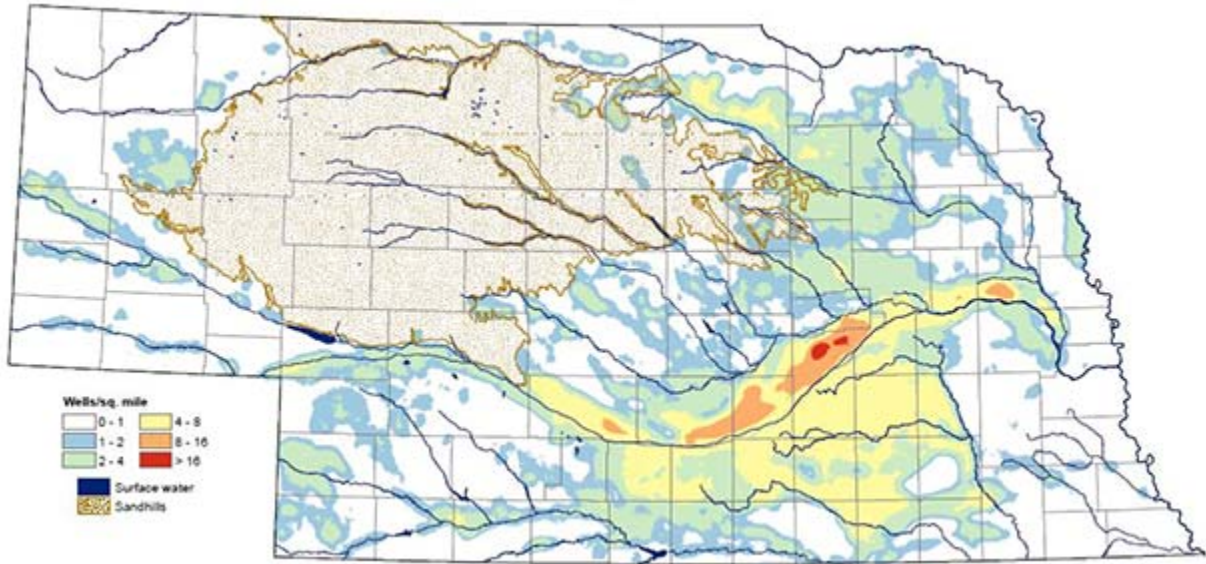 Wells/sq. mile
0 - 1
4 - 8
1 - 2
8 - 16
2 - 4
> 16
Surface water
Sandhills